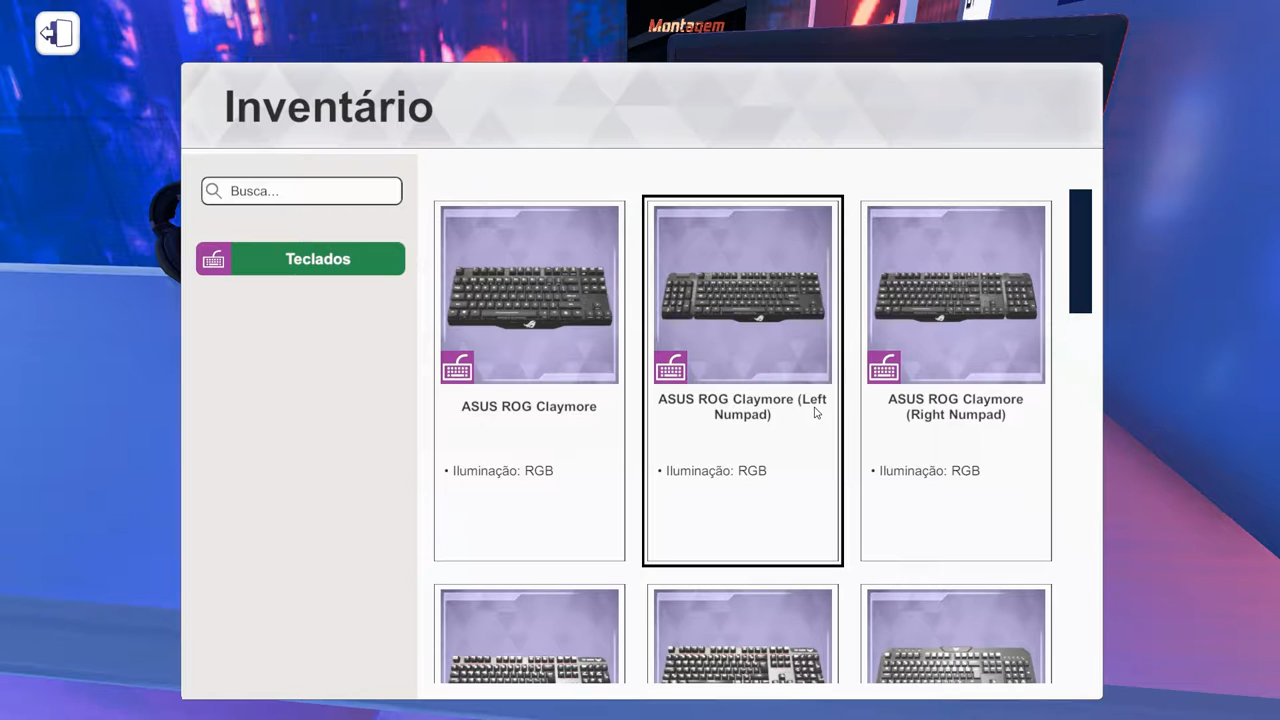 Montagem
Inventário
Busca...
Teclados
ASUS ROG Claymore
• Iluminação: RGB
ASUS ROG Claymore (Left
Numpad)
• Iluminação: RGB
ASUS ROG Claymore
(Right Numpad)
• Iluminação: RGB